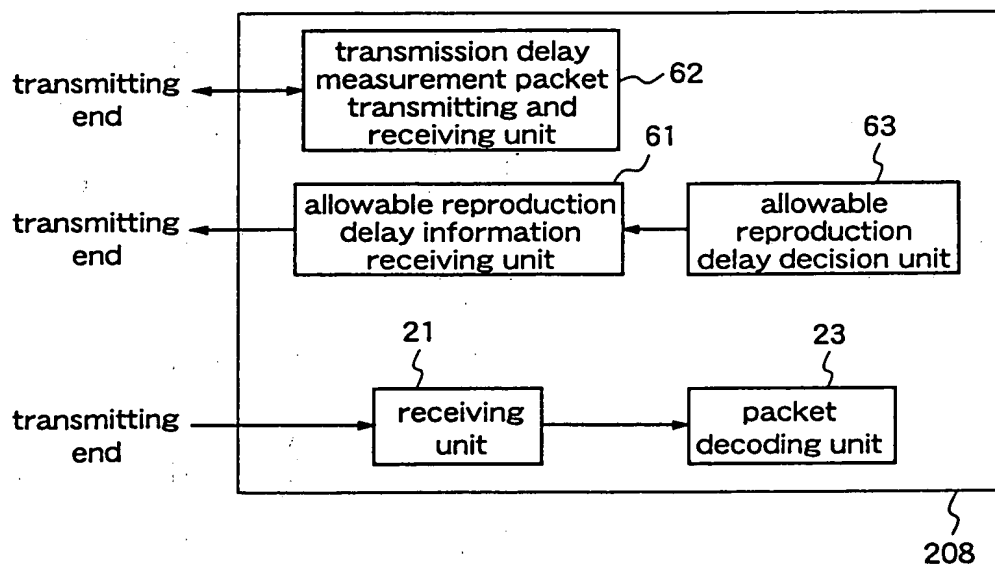 transmission delay
measurement packet
transmitting and
receiving unit
62
transmitting
end
61
63
allowable reproduction
delay information
receiving unit
allowable
reproduction
delay decision unit
transmitting
end
21
23
receiving
unit
packet
decoding unit
transmitting
end
208